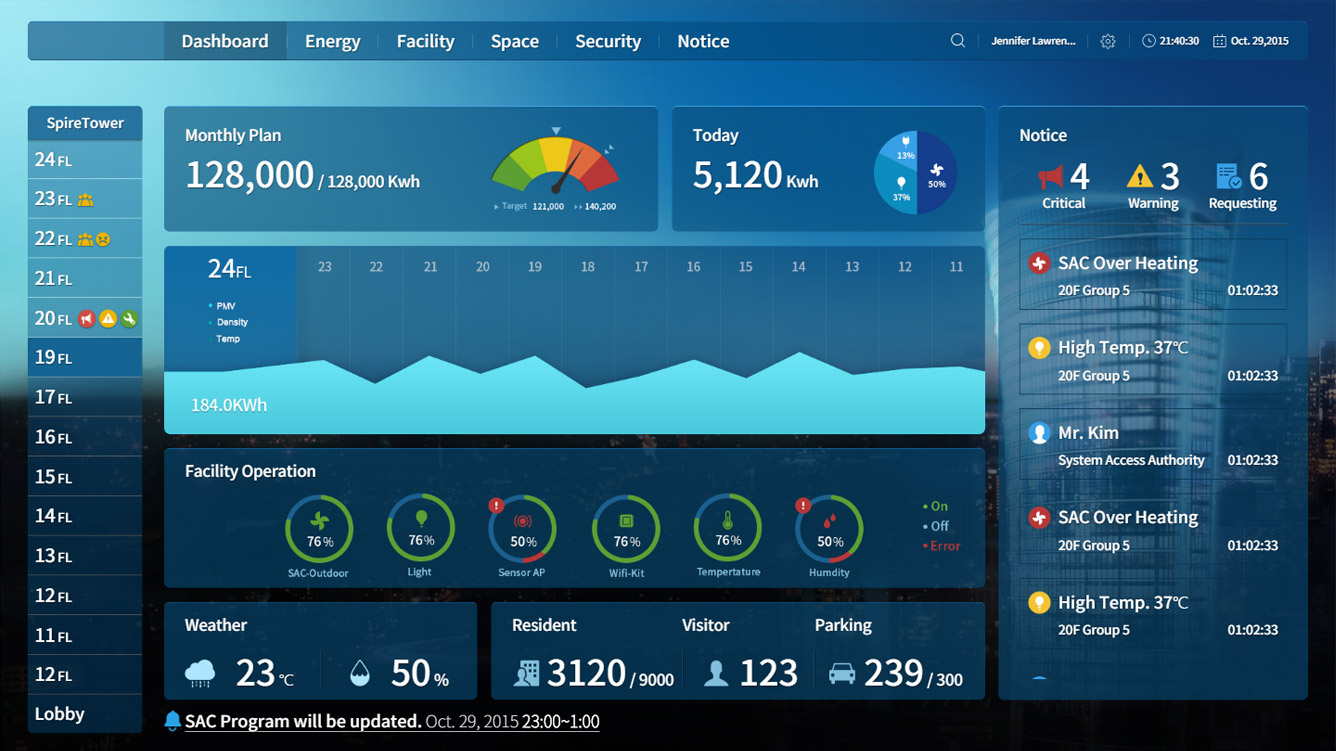 Dashboard Energy Facility Space Security Notice
Jennifer Lawren... 21:40:30 Oct. 29,2015
SpireTower
24 FL
23 FL
22 FL
21 FL
20 FL
19 FL
17 FL
16 FL
15 FL
14 FL
13 FL
12 FL
11 FL
12 FL
Lobby
Monthly Plan
128,000 / 128,000 Kwh
Target 121,000 140,200
Today
5,120 Kwh
13%
37%
50%
24FL 23 22 21 20 19 18 17 16 15 14 13 12 11
PMV
Density
Temp
184.0KWh
Facility Operation
76% 76% 50% 76% 76% 50%
SAC-Outdoor Light Sensor AP Wifi-Kit Tempertature Humdity
On
Off
Error
Weather
23 ℃ 50 %
Resident Visitor Parking
3120 / 9000 123 239 / 300
SAC Program will be updated. Oct. 29, 2015 23:00~1:00
Notice
4 3 6
Critical Warning Requesting
SAC Over Heating
20F Group 5 01:02:33
High Temp. 37℃
20F Group 5 01:02:33
Mr. Kim
System Access Authority 01:02:33
SAC Over Heating
20F Group 5 01:02:33
High Temp. 37℃
20F Group 5 01:02:33